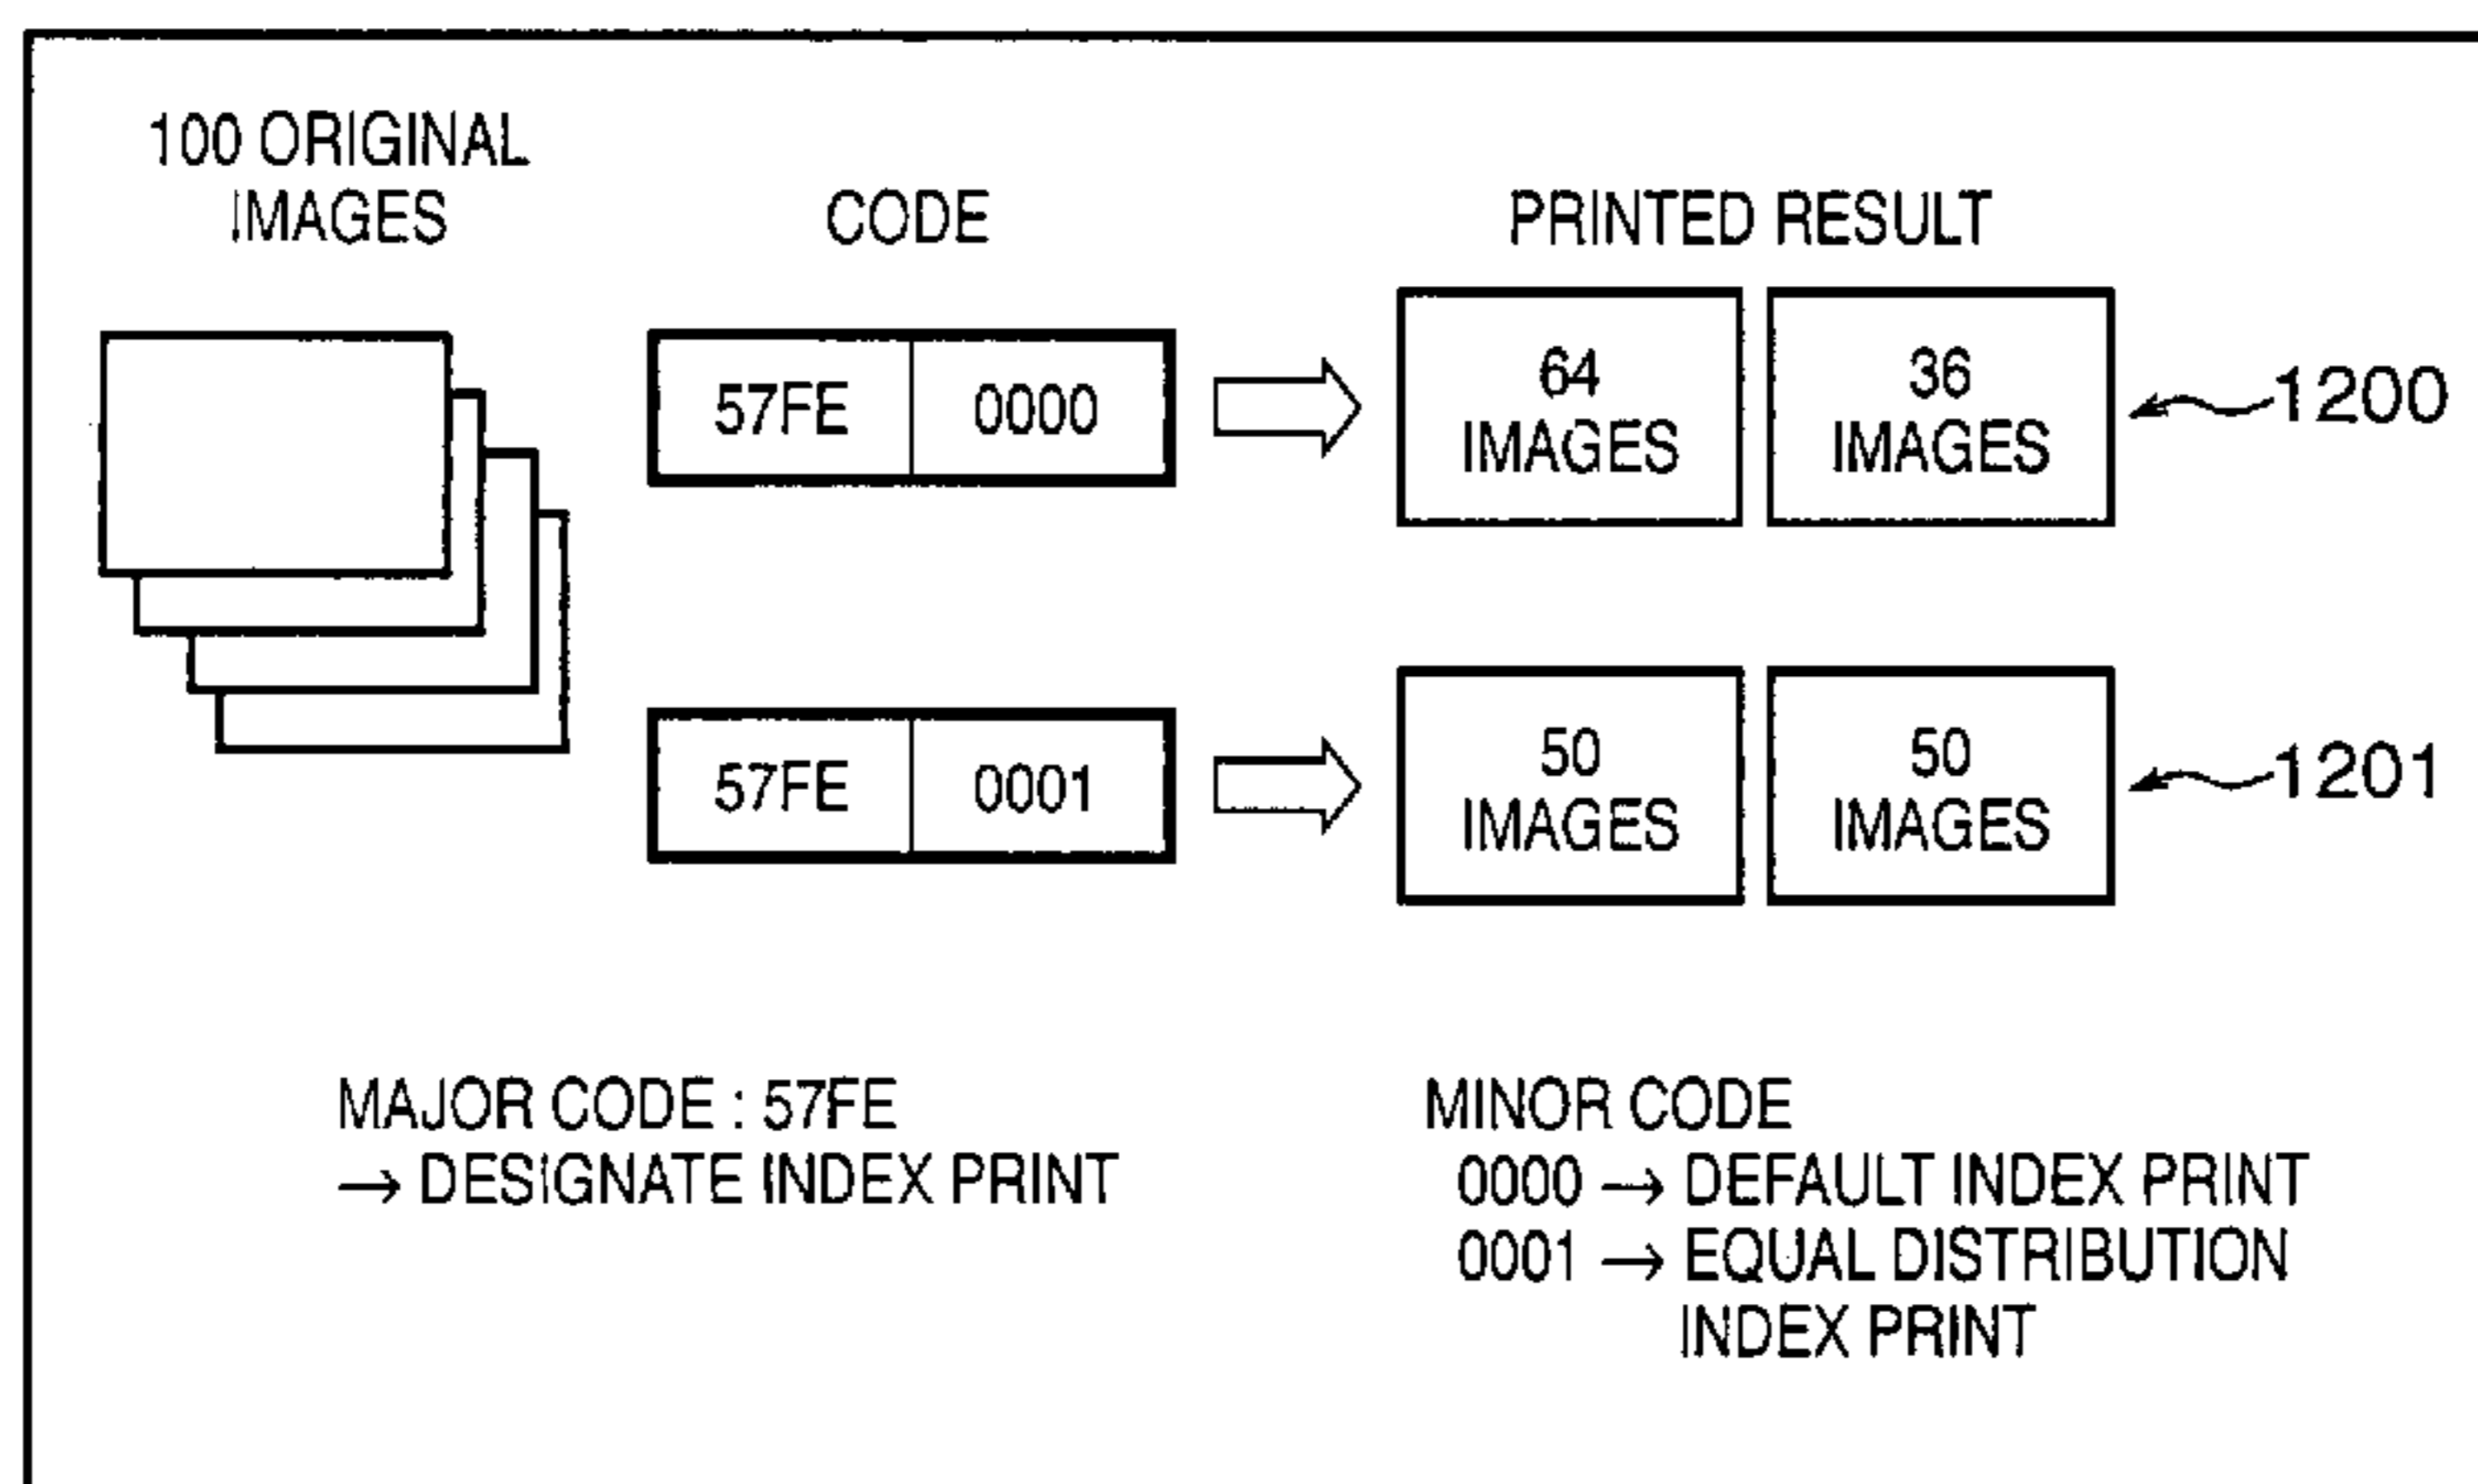 100 ORIGINAL
IMAGES
CODE
PRINTED RESULT
57FE 0000
64
IMAGES
36
IMAGES
1200
57FE 0001
50
IMAGES
50
IMAGES
1201
MAJOR CODE : 57FE
→ DESIGNATE INDEX PRINT
MINOR CODE
0000 → DEFAULT INDEX PRINT
0001 → EQUAL DISTRIBUTION
INDEX PRINT